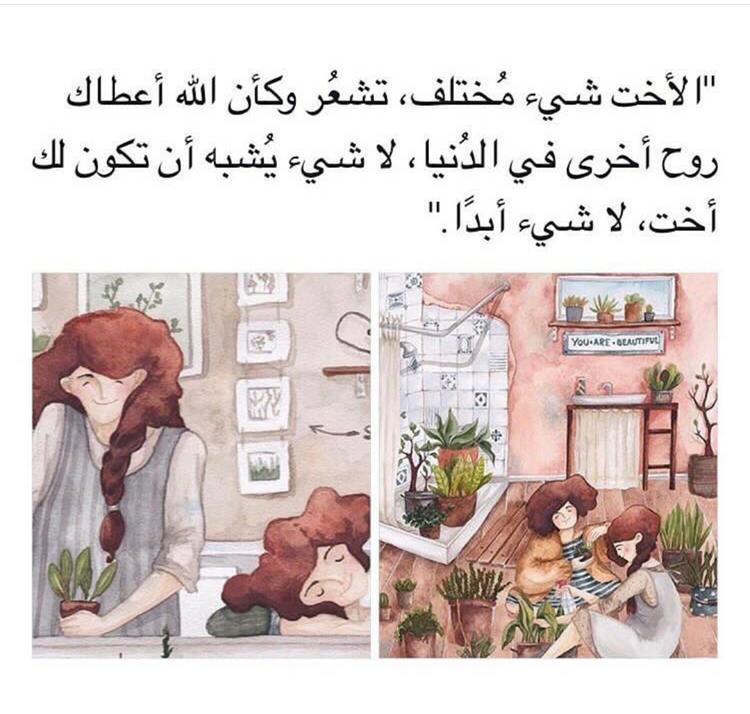 "الأخت شيء مُختلف، تشعُر وكأن الله أعطاك
روح أخرى في الدُنيا، لا شيء يُشبه أن تكون لك
أخت، لا شيء أبدًا."
YOU•ARE•BEAUTIFUL